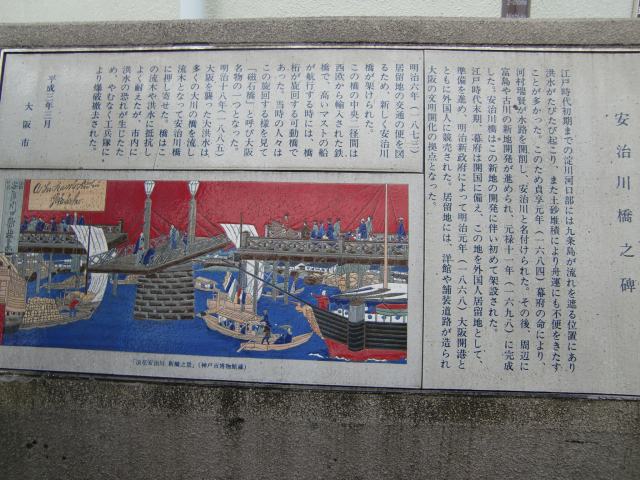 安治川橋之碑
江戸時代初期までの淀川河口部には九条島が流れを遮る位置にあり
洪水がたびたび起こり、また土砂堆積により舟運にも不便をきたす
ことが多かった。このため貞享元年（一六八四）幕府の命により、
河村瑞賢が水路を開削し、安治川と名付けられた。その後、周辺に
富島や古川の新地開発が進められ、元禄十一年（一六九八）に完成
した。安治川橋はこの新地の開発に伴い初めて架設された。
江戸時代末期、幕府は開国に備え、この地を外国人居留地として、
準備を進め、明治新政府によって明治元年（一八六八）大阪開港と
ともに外国人に競売された。居留地には、洋館や舗装道路が造られ
大阪の文明開化の拠点となった。
明治六年（一八七三）
居留地の交通の便を図
るため、新しく安治川
橋が架けられた。
この橋の中央二径間は
西欧から輸入された鉄
橋で、高いマストの船
が航行する時には、橋
桁が旋回する可動橋で
あった。当時の人々は
この旋回する様を見て
「磁石橋」と呼び大阪
名物の一つとなった。
明治十八年（一八八五）
大阪を襲った大洪水は、
多くの大川の橋を流し
流木となって安治川橋
に押し寄せた。橋はこ
の流木や洪水に抵抗し
よく耐えたが、市内に
洪水の恐れが生じたた
め、やむなく工兵隊に
より爆破撤去された。
平成三年三月
大阪市
「浪花安治川新橋之景」（神戸市博物館蔵）